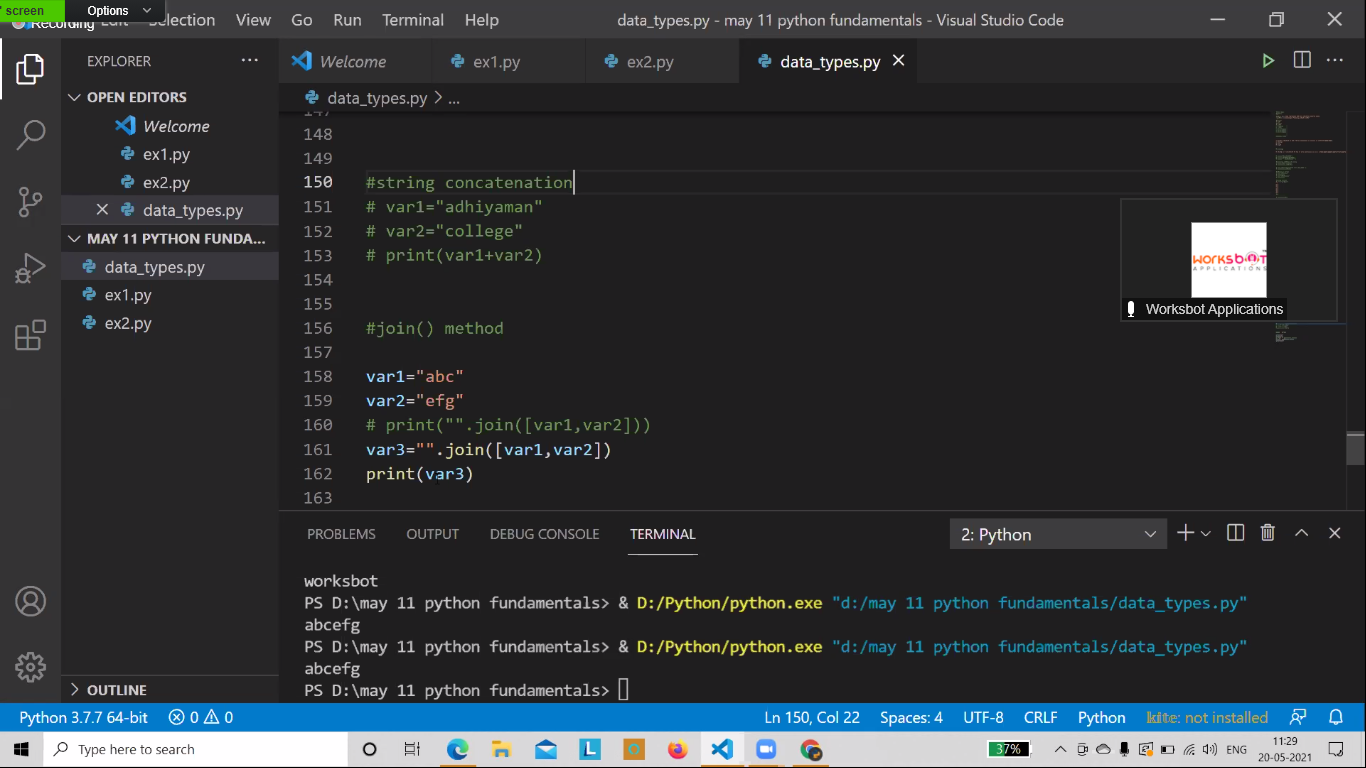 screen
Options
Recording
Edit
Selection
View
Go
Run
Terminal
Help
data_types.py - may 11 python fundamentals - Visual Studio Code
EXPLORER
Welcome
ex1.py
ex2.py
data_types.py
OPEN EDITORS
Welcome
ex1.py
ex2.py
data_types.py
MAY 11 PYTHON FUNDA...
data_types.py
ex1.py
ex2.py
OUTLINE
data_types.py > ...
147
148
149
150 #string concatenation
151 # var1="adhiyaman"
152 # var2="college"
153 # print(var1+var2)
154
155
156 #join() method
157
158 var1="abc"
159 var2="efg"
160 # print("".join([var1,var2]))
161 var3="".join([var1,var2])
162 print(var3)
163
worksbot
APPLICATIONS
Worksbot Applications
PROBLEMS
OUTPUT
DEBUG CONSOLE
TERMINAL
2: Python
worksbot
PS D:\may 11 python fundamentals> & D:/Python/python.exe "d:/may 11 python fundamentals/data_types.py"
abcefg
PS D:\may 11 python fundamentals> & D:/Python/python.exe "d:/may 11 python fundamentals/data_types.py"
abcefg
PS D:\may 11 python fundamentals>
Python 3.7.7 64-bit
0
0
Ln 150, Col 22
Spaces: 4
UTF-8
CRLF
Python
kite: not installed
Type here to search
37%
ENG
11:29
20-05-2021